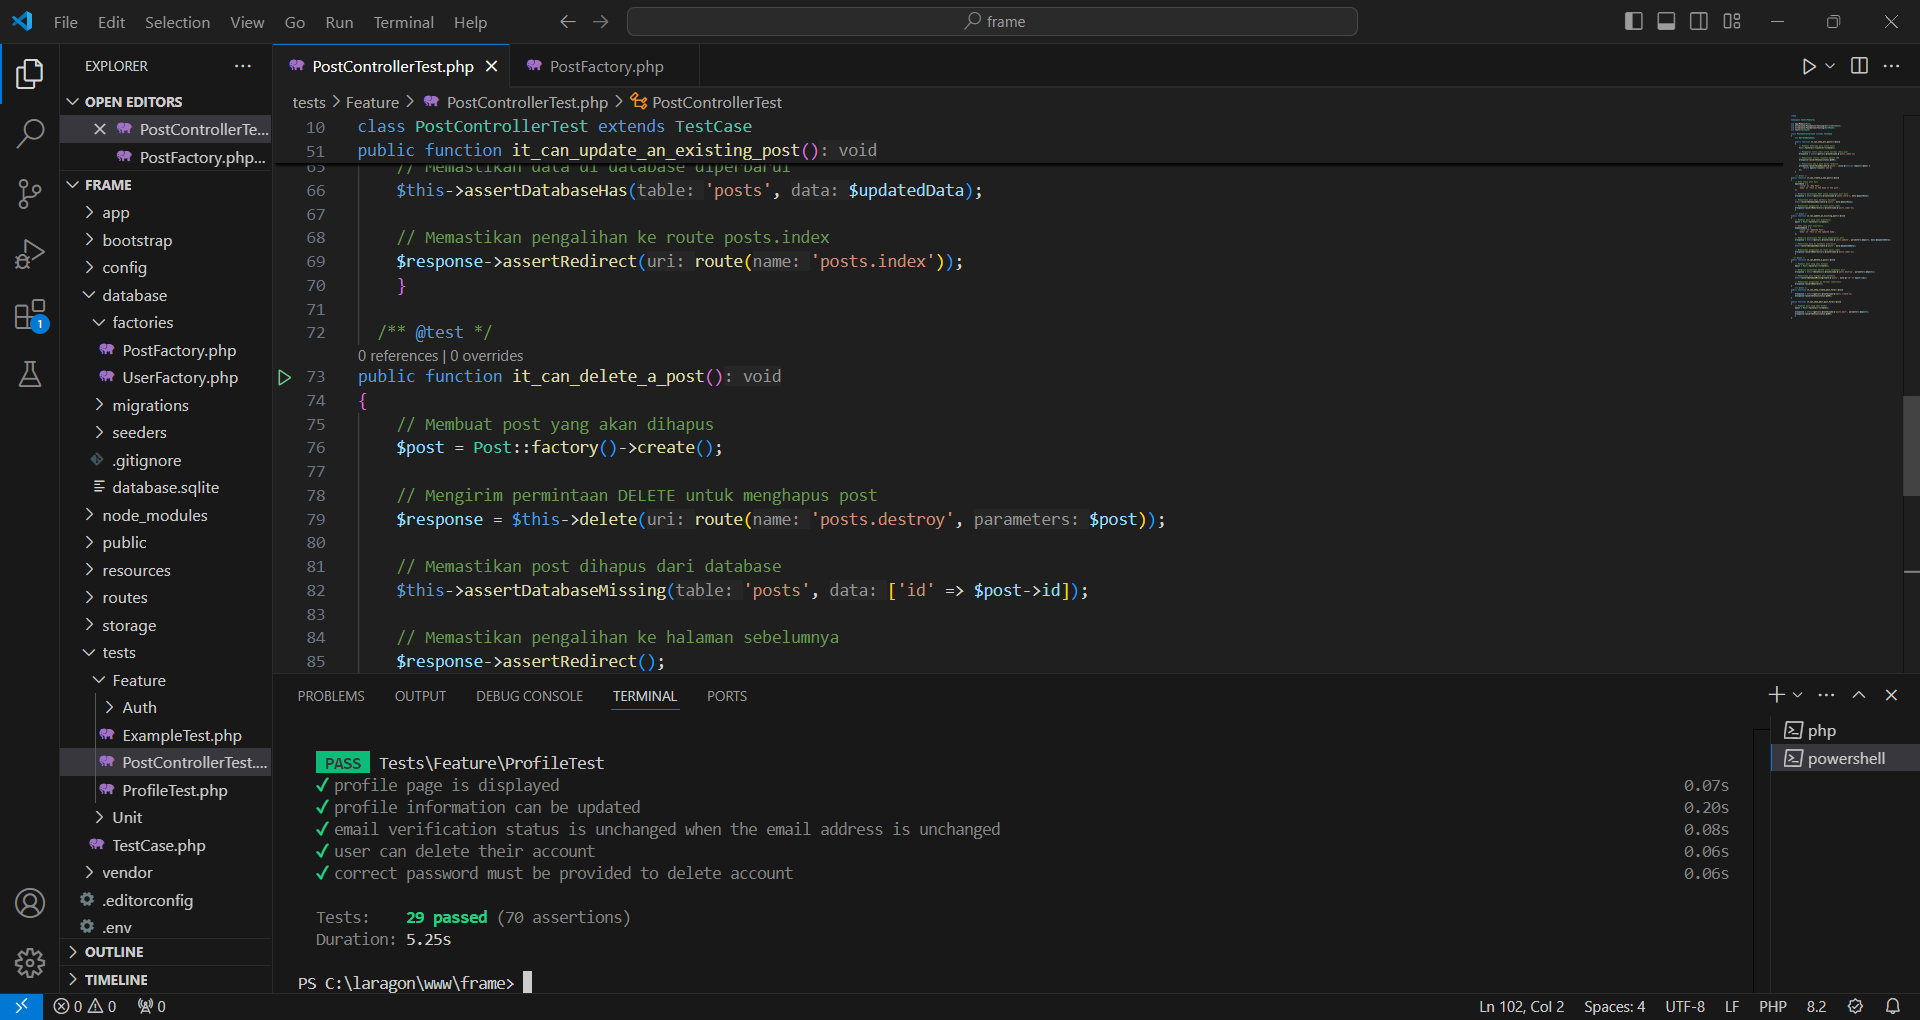 File Edit Selection View Go Run Terminal Help
frame
EXPLORER
OPEN EDITORS
PostControllerTe...
PostFactory.php...
FRAME
app
bootstrap
config
database
factories
PostFactory.php
UserFactory.php
migrations
seeders
.gitignore
database.sqlite
node_modules
public
resources
routes
storage
tests
Feature
Auth
ExampleTest.php
PostControllerTest....
ProfileTest.php
Unit
TestCase.php
vendor
.editorconfig
.env
OUTLINE
TIMELINE
1
PostControllerTest.php PostFactory.php
tests > Feature > PostControllerTest.php > PostControllerTest
10 class PostControllerTest extends TestCase
51 public function it_can_update_an_existing_post(): void
65 // Memastikan data di database diperbarui
66 $this->assertDatabaseHas(table: 'posts', data: $updatedData);
67
68 // Memastikan pengalihan ke route posts.index
69 $response->assertRedirect(uri: route(name: 'posts.index'));
70 }
71
72 /** @test */
0 references | 0 overrides
73 public function it_can_delete_a_post(): void
74 {
75 // Membuat post yang akan dihapus
76 $post = Post::factory()->create();
77
78 // Mengirim permintaan DELETE untuk menghapus post
79 $response = $this->delete(uri: route(name: 'posts.destroy', parameters: $post));
80
81 // Memastikan post dihapus dari database
82 $this->assertDatabaseMissing(table: 'posts', data: ['id' => $post->id]);
83
84 // Memastikan pengalihan ke halaman sebelumnya
85 $response->assertRedirect();
PROBLEMS OUTPUT DEBUG CONSOLE TERMINAL PORTS
php
powershell
PASS Tests\Feature\ProfileTest
✓ profile page is displayed 0.07s
✓ profile information can be updated 0.20s
✓ email verification status is unchanged when the email address is unchanged 0.08s
✓ user can delete their account 0.06s
✓ correct password must be provided to delete account 0.06s
Tests: 29 passed (70 assertions)
Duration: 5.25s
PS C:\laragon\www\frame>
0 0 0 Ln 102, Col 2 Spaces: 4 UTF-8 LF PHP 8.2